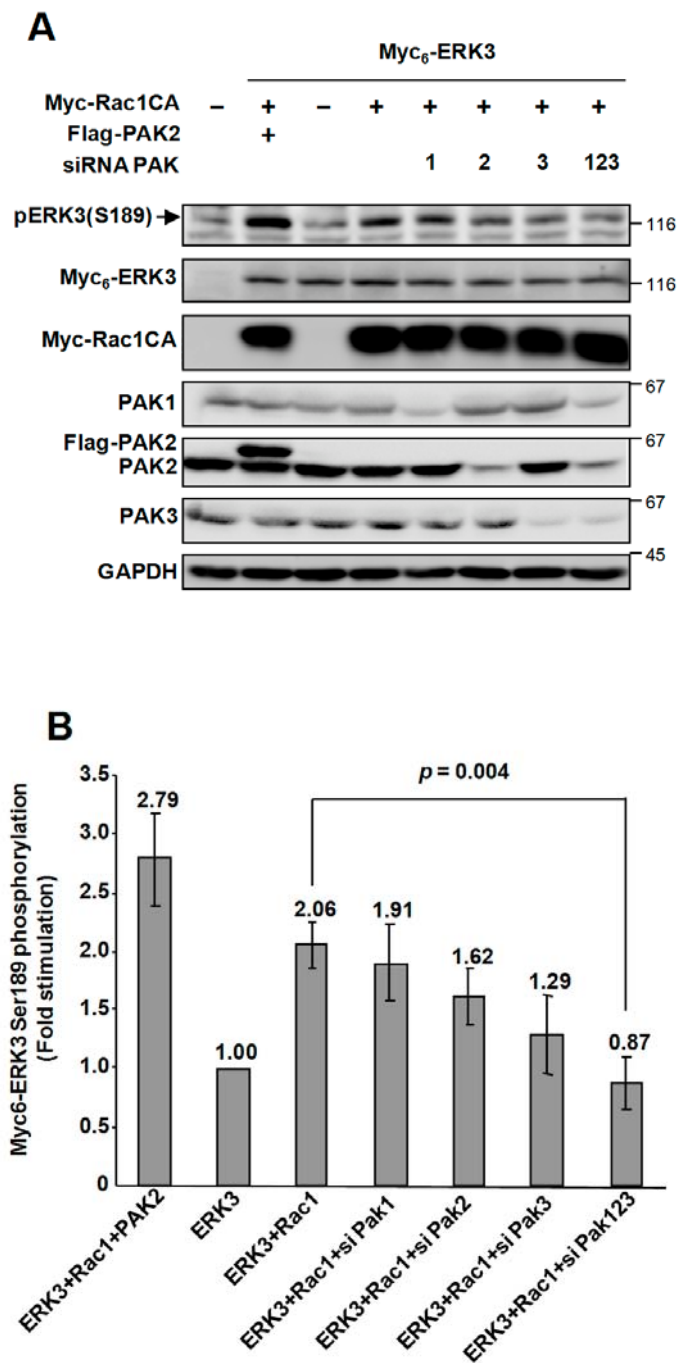 A
Myc₆-ERK3
Myc-Rac1CA – + – + + + + +
Flag-PAK2 +
siRNA PAK 1 2 3 123
pERK3(S189) 116
Myc₆-ERK3 116
Myc-Rac1CA
PAK1 67
Flag-PAK2 67
PAK2
PAK3 67
GAPDH 45
B
Myc6-ERK3 Ser189 phosphorylation
(Fold stimulation)
3.5
3.0
2.5
2.0
1.5
1.0
0.5
0
p = 0.004
2.79
1.00
2.06
1.91
1.62
1.29
0.87
ERK3+Rac1+PAK2
ERK3
ERK3+Rac1
ERK3+Rac1+si Pak1
ERK3+Rac1+si Pak2
ERK3+Rac1+si Pak3
ERK3+Rac1+si Pak123